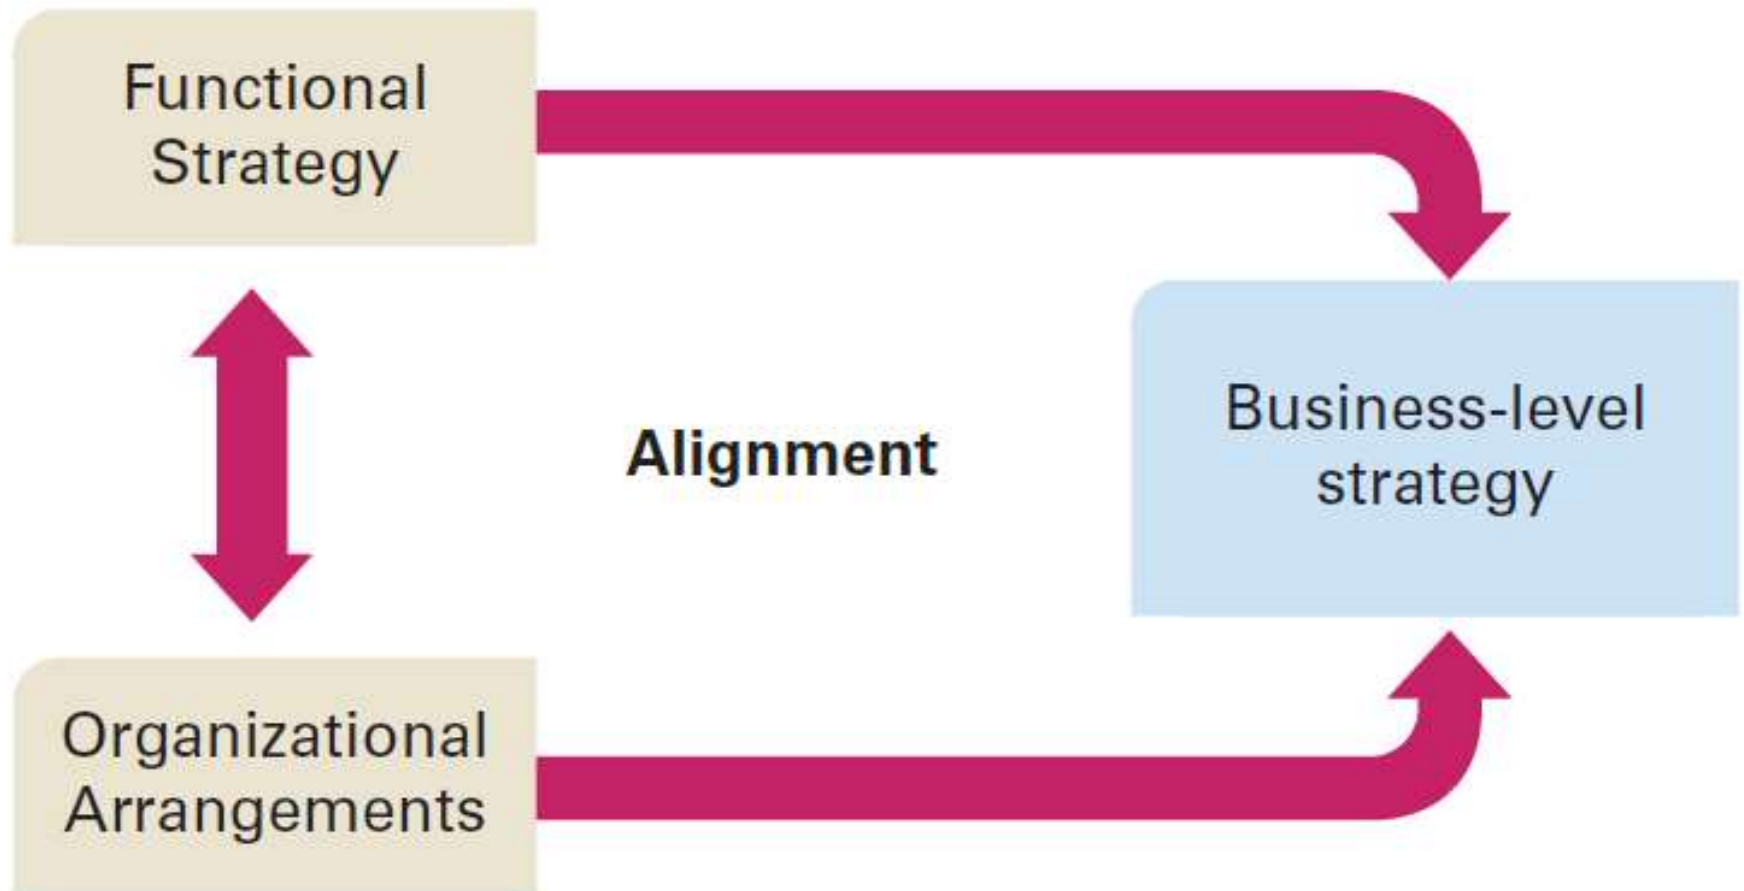 Functional
Strategy
Alignment
Business-level
strategy
Organizational
Arrangements